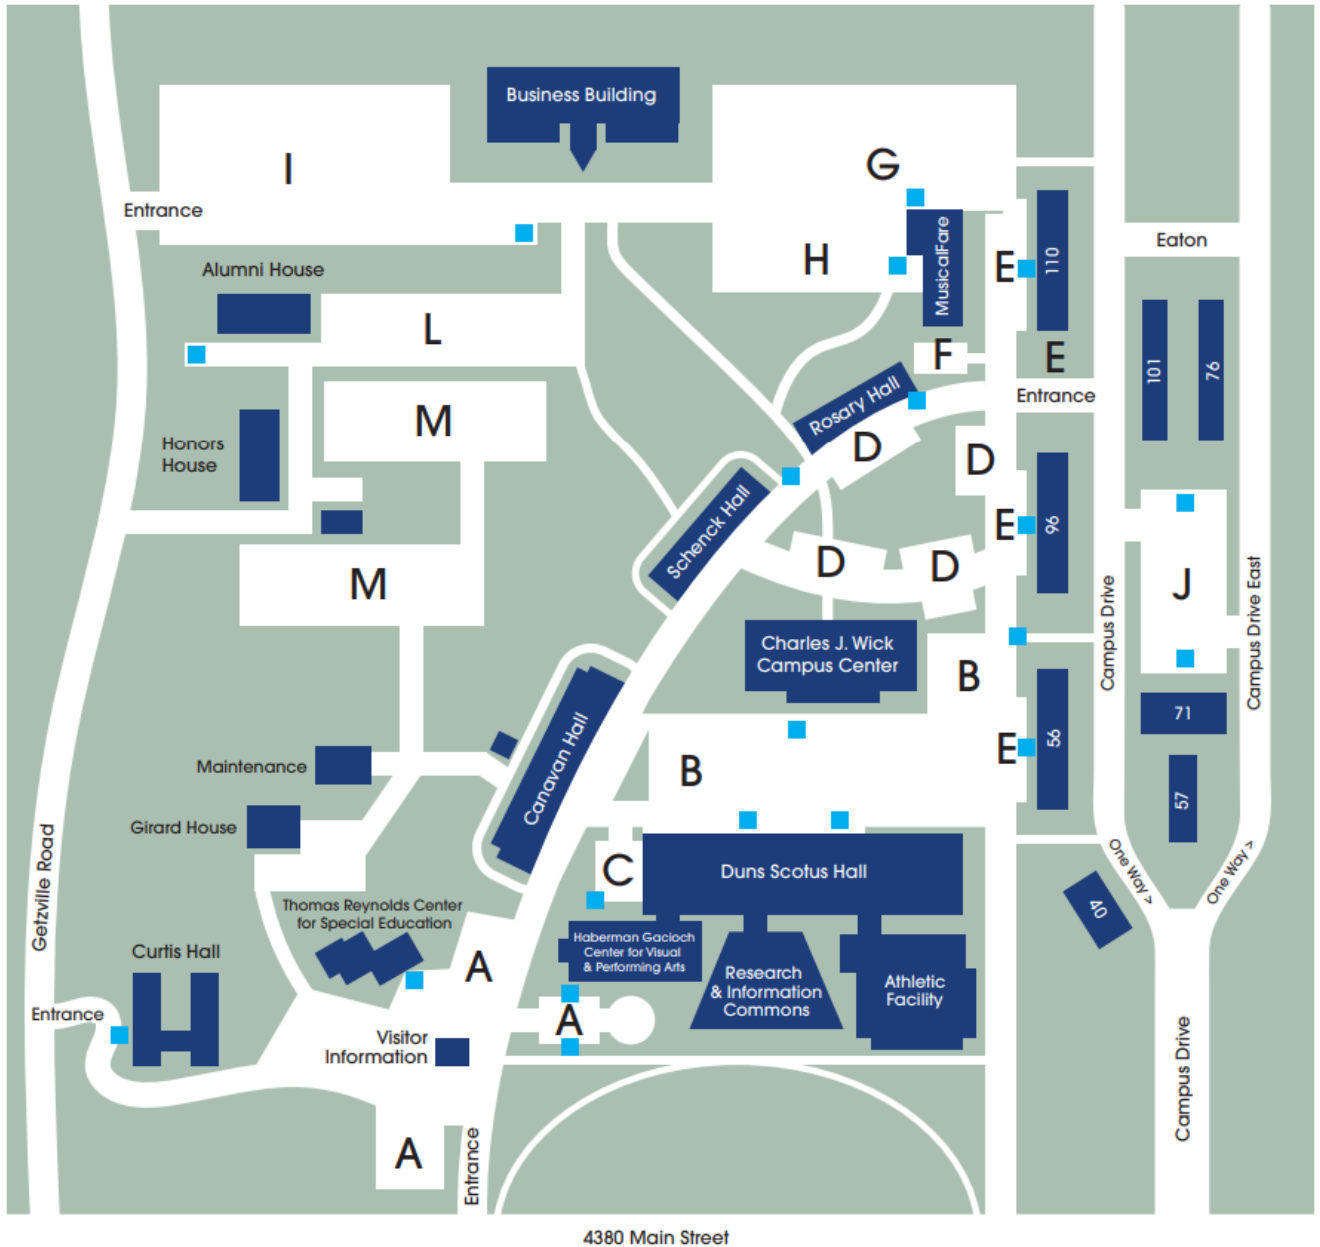 Business Building
I
G
Entrance
Alumni House
H
MusicalFare
E
110
Eaton
L
F
E
101
76
M
Rosary Hall
Entrance
Honors
House
D
D
Schenck Hall
E
96
M
D
D
J
Campus Drive
Campus Drive East
Charles J. Wick
Campus Center
B
Canavan Hall
71
Maintenance
B
E
56
57
Girard House
Getzville Road
C
Duns Scotus Hall
One Way >
One Way >
40
Thomas Reynolds Center
for Special Education
Curtis Hall
A
Haberman Gacioch
Center for Visual
& Performing Arts
Research
& Information
Commons
Athletic
Facility
Entrance
A
Visitor
Information
Campus Drive
A
Entrance
4380 Main Street